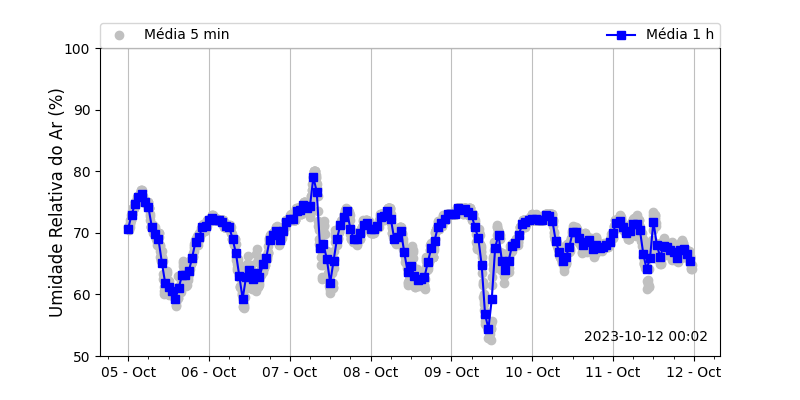 Média 5 min
Média 1 h
Umidade Relativa do Ar (%)
100
90
80
70
60
50
2023-10-12 00:02
05 - Oct
06 - Oct
07 - Oct
08 - Oct
09 - Oct
10 - Oct
11 - Oct
12 - Oct